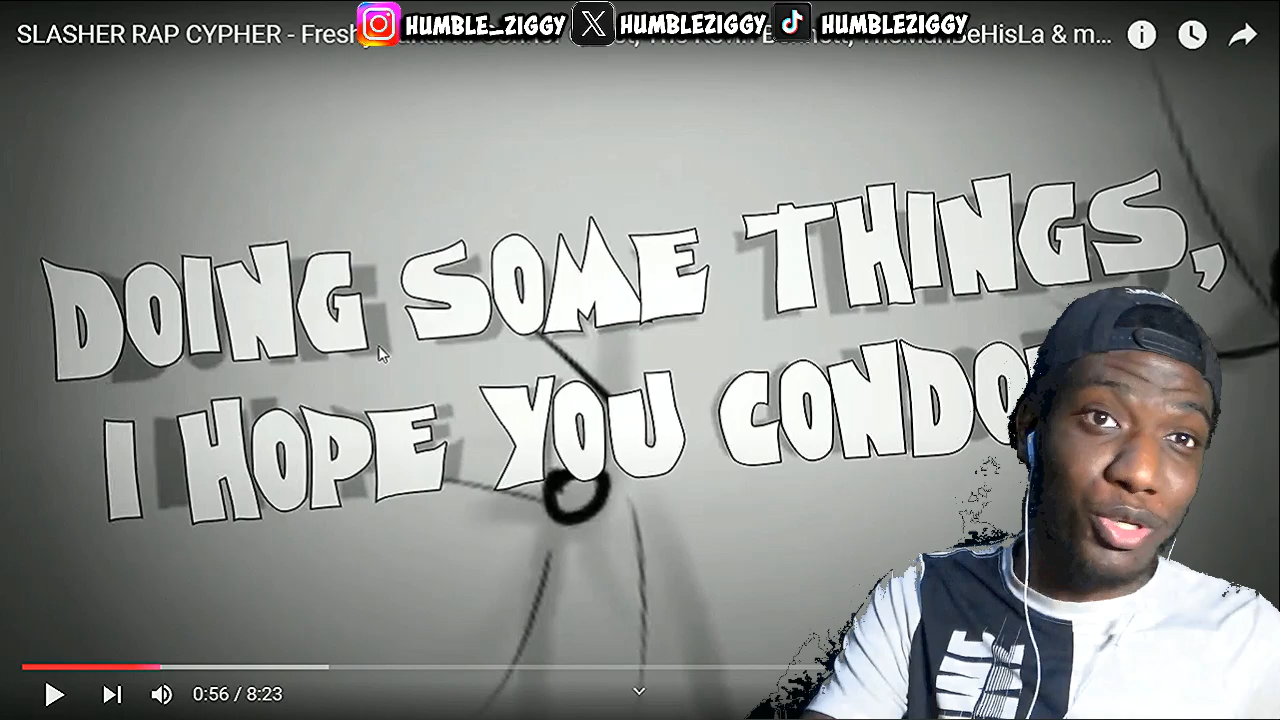 HUMBLE_ZIGGY HUMBLEZIGGY HUMBLEZIGGY
SLASHER RAP CYPHER - Fresh & m...
DOING SOME THINGS,
I HOPE YOU
0:56 / 8:23